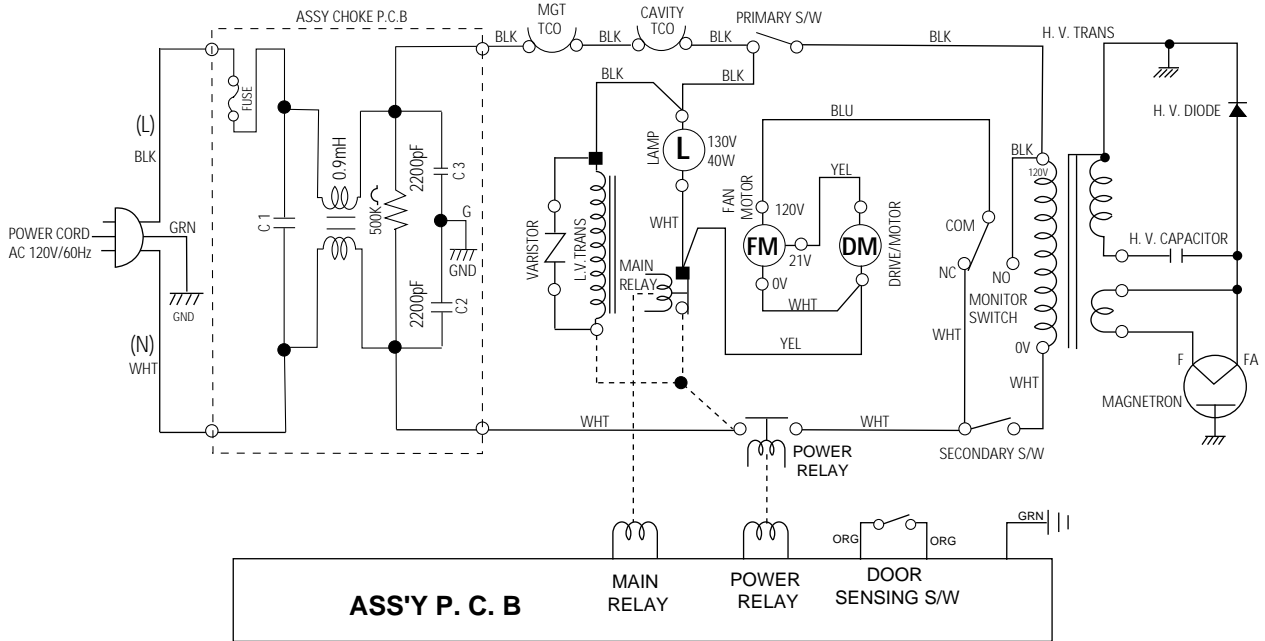 ASSY CHOKE P.C.B
MGT
TCO
CAVITY
TCO
PRIMARY S/W
H. V. TRANS
BLK
BLK
BLK
BLK
FUSE
BLK
BLK
BLU
H. V. DIODE
(L)
BLK
0.9mH
2200pF
C 3
LAMP
L
130V
40W
BLK
120V
YEL
FAN
MOTOR
120V
WHT
POWER CORD
AC 120V/60Hz
GRN
C 1
500K
G
GND
VARISTOR
L.V.TRANS
FM
21V
DM
DRIVE/MOTOR
COM
H. V. CAPACITOR
MAIN
RELAY
NC
NO
0V
WHT
MONITOR
SWITCH
GND
2200pF
C2
(N)
WHT
YEL
WHT
0V
WHT
F
FA
MAGNETRON
WHT
WHT
POWER
RELAY
SECONDARY S/W
GRN
ORG
ORG
ASS'Y P. C. B
MAIN
RELAY
POWER
RELAY
DOOR
SENSING S/W